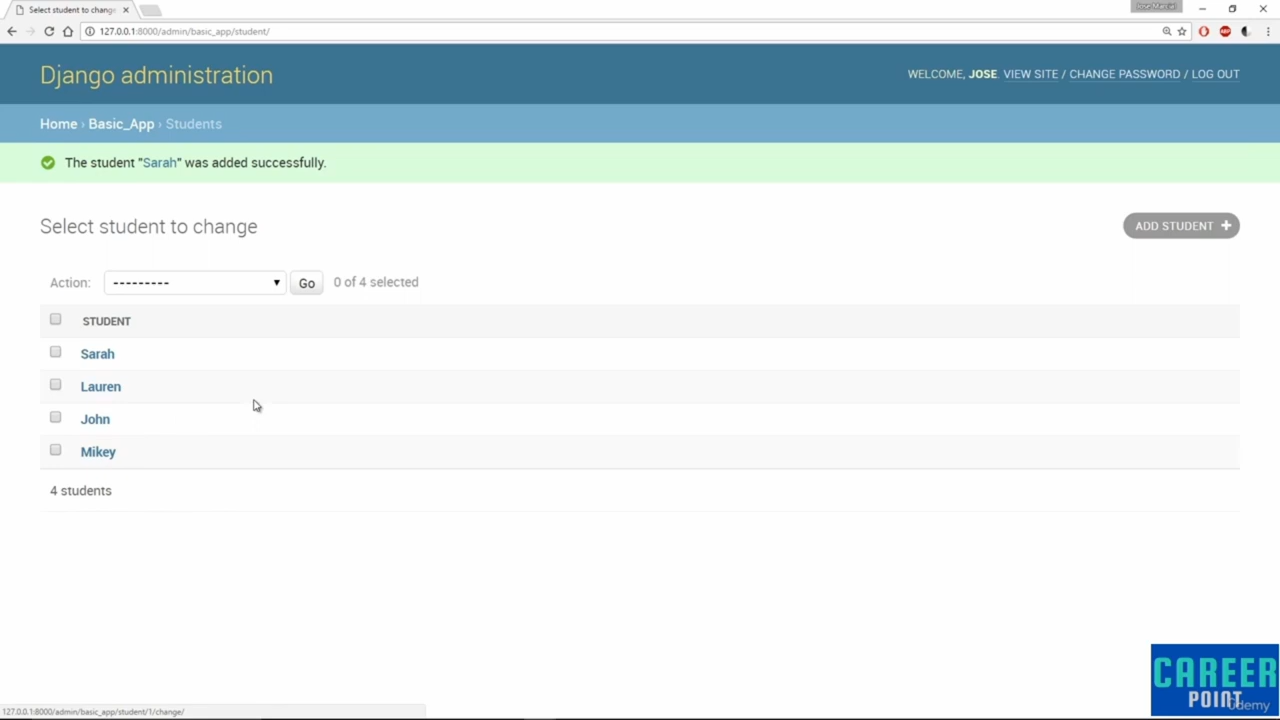 Select student to change
Jose Marcial
127.0.0.1:8000/admin/basic_app/student/
Django administration
WELCOME, JOSE. VIEW SITE / CHANGE PASSWORD / LOG OUT
Home › Basic_App › Students
The student "Sarah" was added successfully.
Select student to change
ADD STUDENT +
Action: --------- Go 0 of 4 selected
STUDENT
Sarah
Lauren
John
Mikey
4 students
CAREER
POINT
Udemy
127.0.0.1:8000/admin/basic_app/student/1/change/